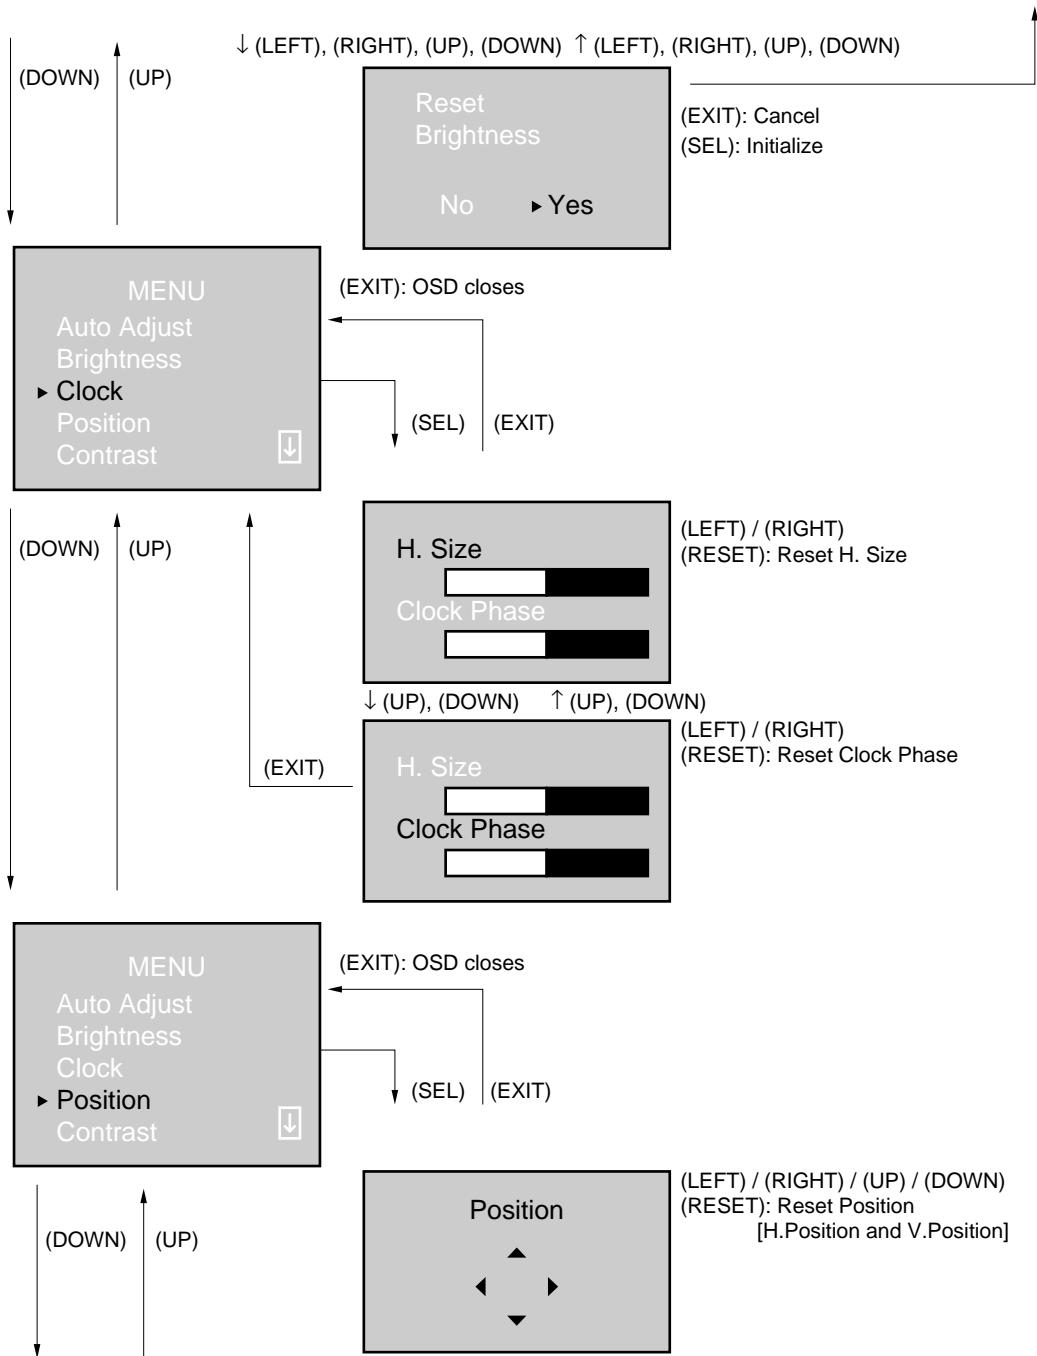 ↓ (LEFT), (RIGHT), (UP), (DOWN) ↑ (LEFT), (RIGHT), (UP), (DOWN)
(DOWN) (UP)
Reset
Brightness
No ▸ Yes
(EXIT): Cancel
(SEL): Initialize
MENU
Auto Adjust
Brightness
▸ Clock
Position
Contrast ↓
(EXIT): OSD closes
(SEL) (EXIT)
(DOWN) (UP)
H. Size
Clock Phase
(LEFT) / (RIGHT)
(RESET): Reset H. Size
↓ (UP), (DOWN) ↑ (UP), (DOWN)
(EXIT)
H. Size
Clock Phase
(LEFT) / (RIGHT)
(RESET): Reset Clock Phase
MENU
Auto Adjust
Brightness
Clock
▸ Position
Contrast ↓
(EXIT): OSD closes
(SEL) (EXIT)
(DOWN) (UP)
Position
(LEFT) / (RIGHT) / (UP) / (DOWN)
(RESET): Reset Position
[H.Position and V.Position]